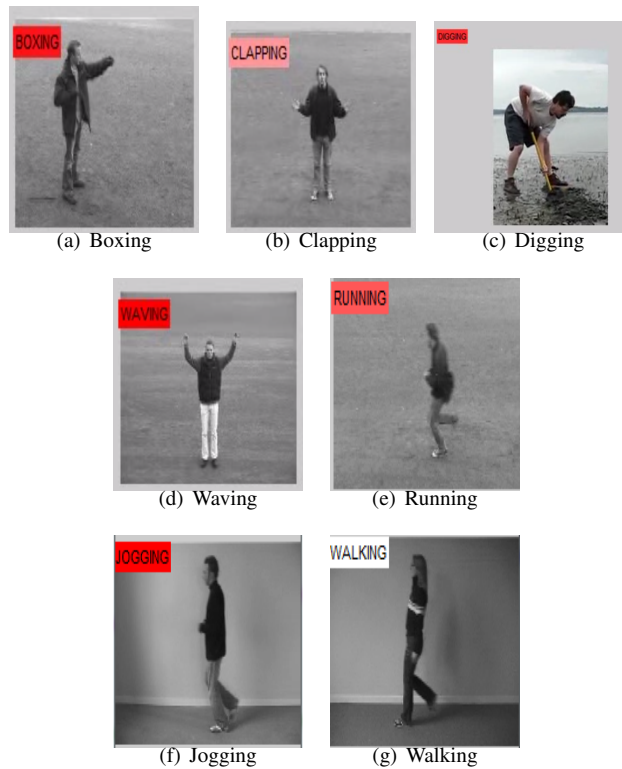 BOXING
CLAPPING
DIGGING
(a) Boxing
(b) Clapping
(c) Digging
WAVING
RUNNING
(d) Waving
(e) Running
JOGGING
WALKING
(f) Jogging
(g) Walking